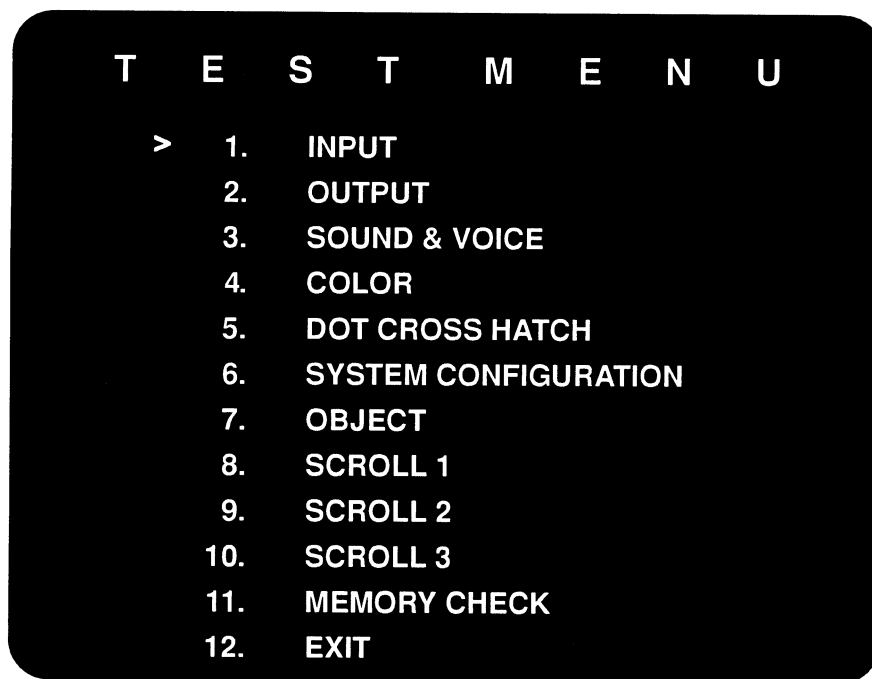 T E S T M E N U
> 1. INPUT
2. OUTPUT
3. SOUND & VOICE
4. COLOR
5. DOT CROSS HATCH
6. SYSTEM CONFIGURATION
7. OBJECT
8. SCROLL 1
9. SCROLL 2
10. SCROLL 3
11. MEMORY CHECK
12. EXIT